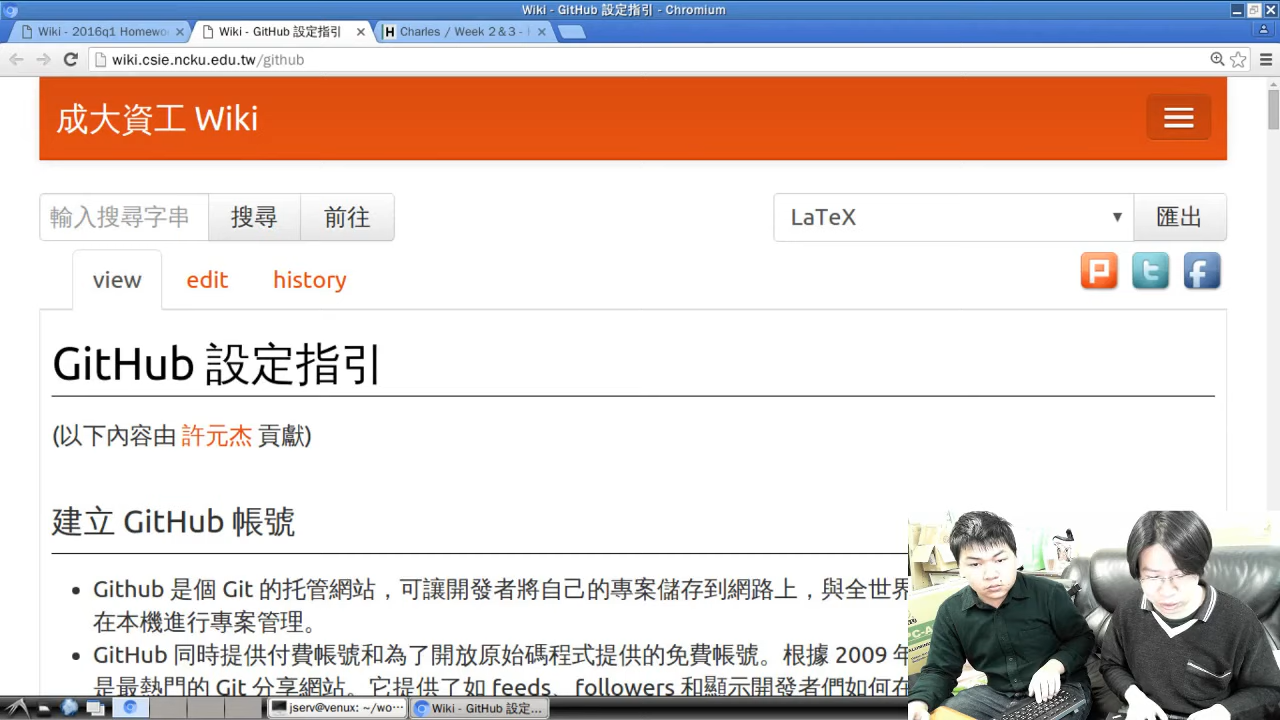 Wiki - GitHub 設定指引 - Chromium
Wiki - 2016q1 Homewo
Wiki - GitHub 設定指引
Charles / Week 2&3 -
wiki.csie.ncku.edu.tw/github
成大資工 Wiki
輸入搜尋字串
搜尋
前往
LaTeX
匯出
view
edit
history
GitHub 設定指引
(以下內容由 許元杰 貢獻)
建立 GitHub 帳號
Github 是個 Git 的托管網站，可讓開發者將自己的專案儲存到網路上，與全世界
在本機進行專案管理。
GitHub 同時提供付費帳號和為了開放原始碼程式提供的免費帳號。根據 2009 年
是最熱門的 Git 分享網站。它提供了如 feeds、followers 和顯示開發者們如何在
jserv@venux: ~/wo...
Wiki - GitHub 設定...